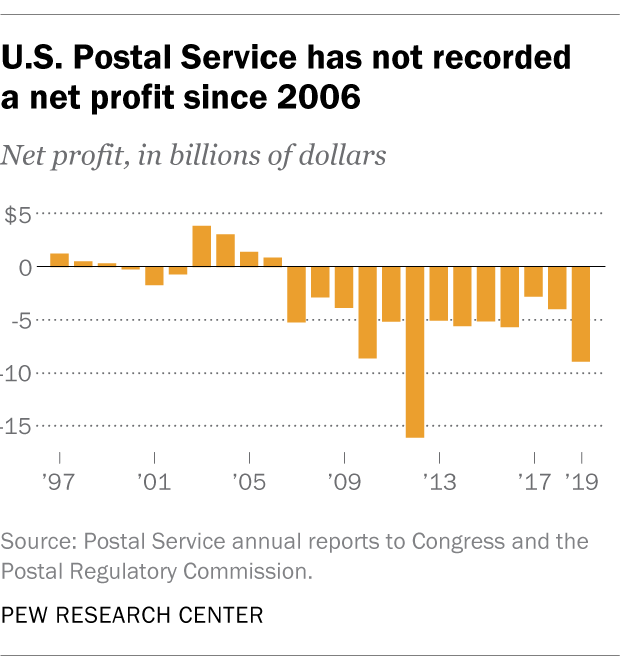 U.S. Postal Service has not recorded
a net profit since 2006
Net profit, in billions of dollars
$5
0
-5
-10
-15
’97 ’01 ’05 ’09 ’13 ’17 ’19
Source: Postal Service annual reports to Congress and the
Postal Regulatory Commission.
PEW RESEARCH CENTER